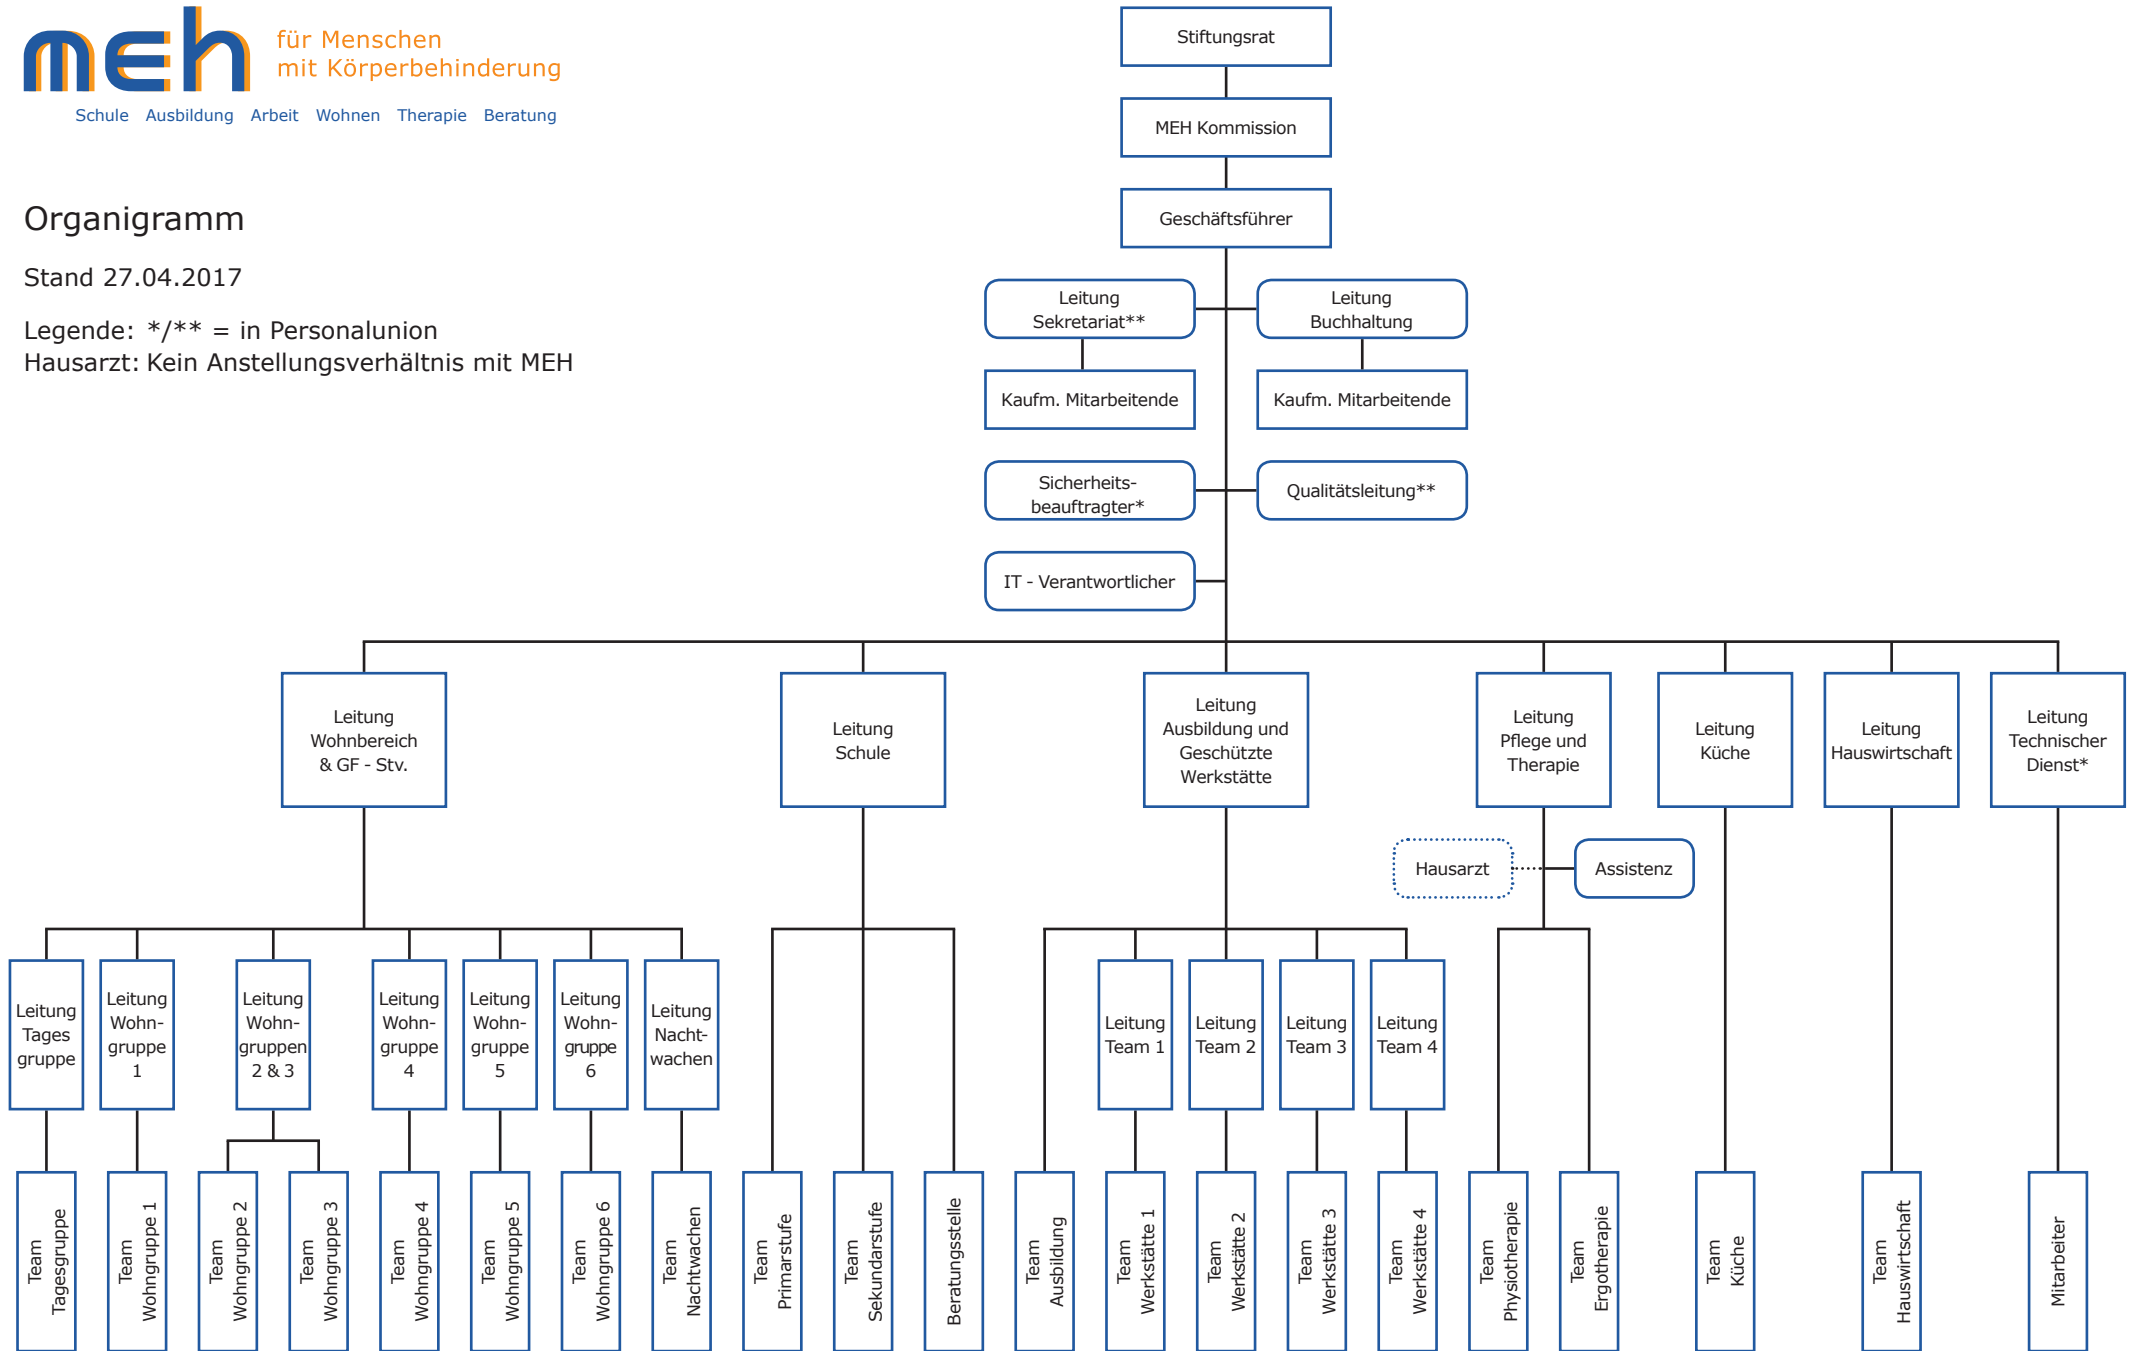 meh
für Menschen
mit Körperbehinderung
Schule Ausbildung Arbeit Wohnen Therapie Beratung
Organigramm
Stand 27.04.2017
Legende: */** = in Personalunion
Hausarzt: Kein Anstellungsverhältnis mit MEH
Stiftungsrat
MEH Kommission
Geschäftsführer
Leitung
Sekretariat**
Leitung
Buchhaltung
Kaufm. Mitarbeitende
Kaufm. Mitarbeitende
Sicherheits-
beauftragter*
Qualitätsleitung**
IT - Verantwortlicher
Leitung
Wohnbereich
& GF - Stv.
Leitung
Schule
Leitung
Ausbildung und
Geschützte
Werkstätte
Leitung
Pflege und
Therapie
Leitung
Küche
Leitung
Hauswirtschaft
Leitung
Technischer
Dienst*
Hausarzt
Assistenz
Leitung
Tages
gruppe
Leitung
Wohn-
gruppe
1
Leitung
Wohn-
gruppen
2 & 3
Leitung
Wohn-
gruppe
4
Leitung
Wohn-
gruppe
5
Leitung
Wohn-
gruppe
6
Leitung
Nacht-
wachen
Leitung
Team 1
Leitung
Team 2
Leitung
Team 3
Leitung
Team 4
Team
Tagesgruppe
Team
Wohngruppe 1
Team
Wohngruppe 2
Team
Wohngruppe 3
Team
Wohngruppe 4
Team
Wohngruppe 5
Team
Wohngruppe 6
Team
Nachtwachen
Team
Primarstufe
Team
Sekundarstufe
Beratungsstelle
Team
Ausbildung
Team
Werkstätte 1
Team
Werkstätte 2
Team
Werkstätte 3
Team
Werkstätte 4
Team
Physiotherapie
Team
Ergotherapie
Team
Küche
Team
Hauswirtschaft
Mitarbeiter